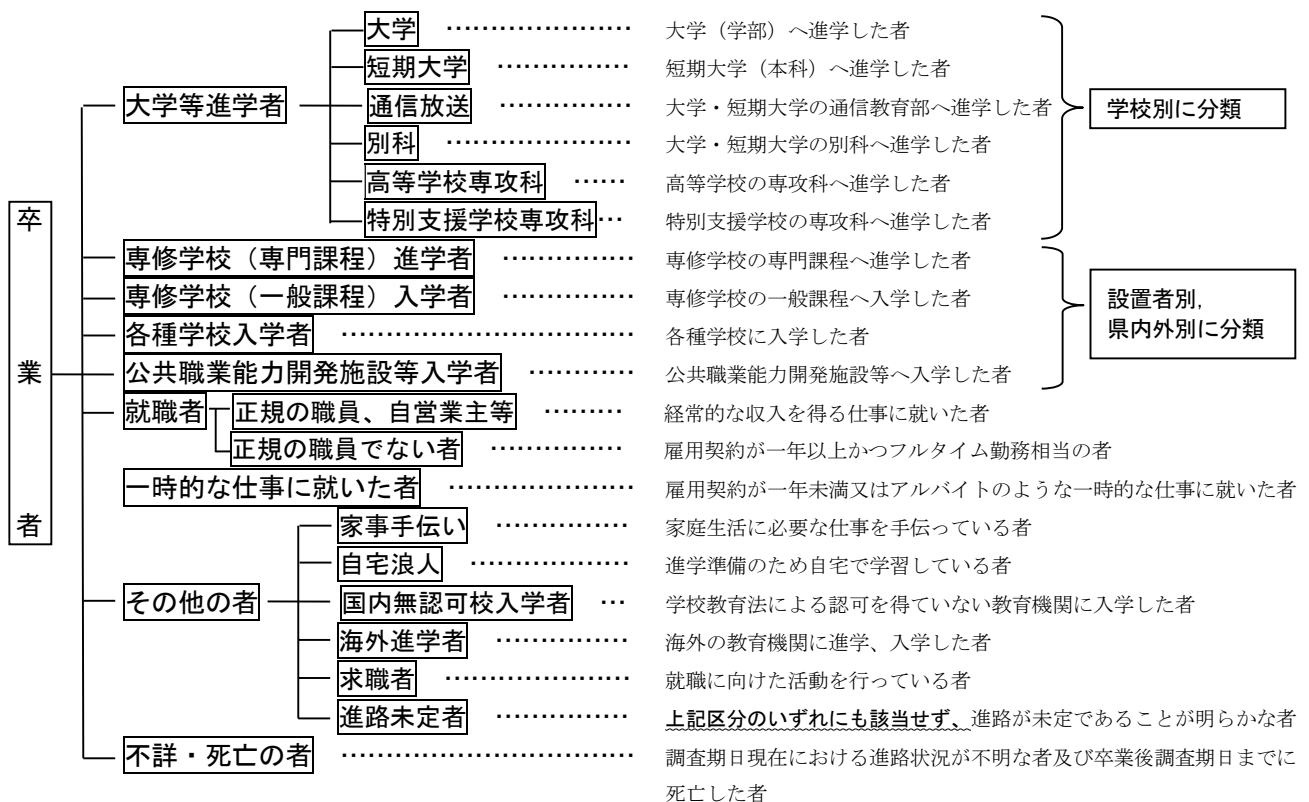 大学 ………………… 大学（学部）へ進学した者
短期大学 …………… 短期大学（本科）へ進学した者
大学等進学者 通信放送 …………… 大学・短期大学の通信教育部へ進学した者 学校別に分類
別科 ………………… 大学・短期大学の別科へ進学した者
高等学校専攻科 …… 高等学校の専攻科へ進学した者
卒 特別支援学校専攻科… 特別支援学校の専攻科へ進学した者
専修学校（専門課程）進学者 …………… 専修学校の専門課程へ進学した者
専修学校（一般課程）入学者 …………… 専修学校の一般課程へ入学した者 設置者別,
各種学校入学者 ………………………… 各種学校に入学した者 県内外別に分類
業 公共職業能力開発施設等入学者 ………… 公共職業能力開発施設等へ入学した者
就職者 正規の職員、自営業主等 ……… 経常的な収入を得る仕事に就いた者
正規の職員でない者 …………… 雇用契約が一年以上かつフルタイム勤務相当の者
一時的な仕事に就いた者 ……………… 雇用契約が一年未満又はアルバイトのような一時的な仕事に就いた者
者 家事手伝い …………… 家庭生活に必要な仕事を手伝っている者
自宅浪人 ……………… 進学準備のため自宅で学習している者
その他の者 国内無認可校入学者 … 学校教育法による認可を得ていない教育機関に入学した者
海外進学者 …………… 海外の教育機関に進学、入学した者
求職者 ………………… 就職に向けた活動を行っている者
進路未定者 …………… 上記区分のいずれにも該当せず、進路が未定であることが明らかな者
不詳・死亡の者 ………………………… 調査期日現在における進路状況が不明な者及び卒業後調査期日までに
死亡した者